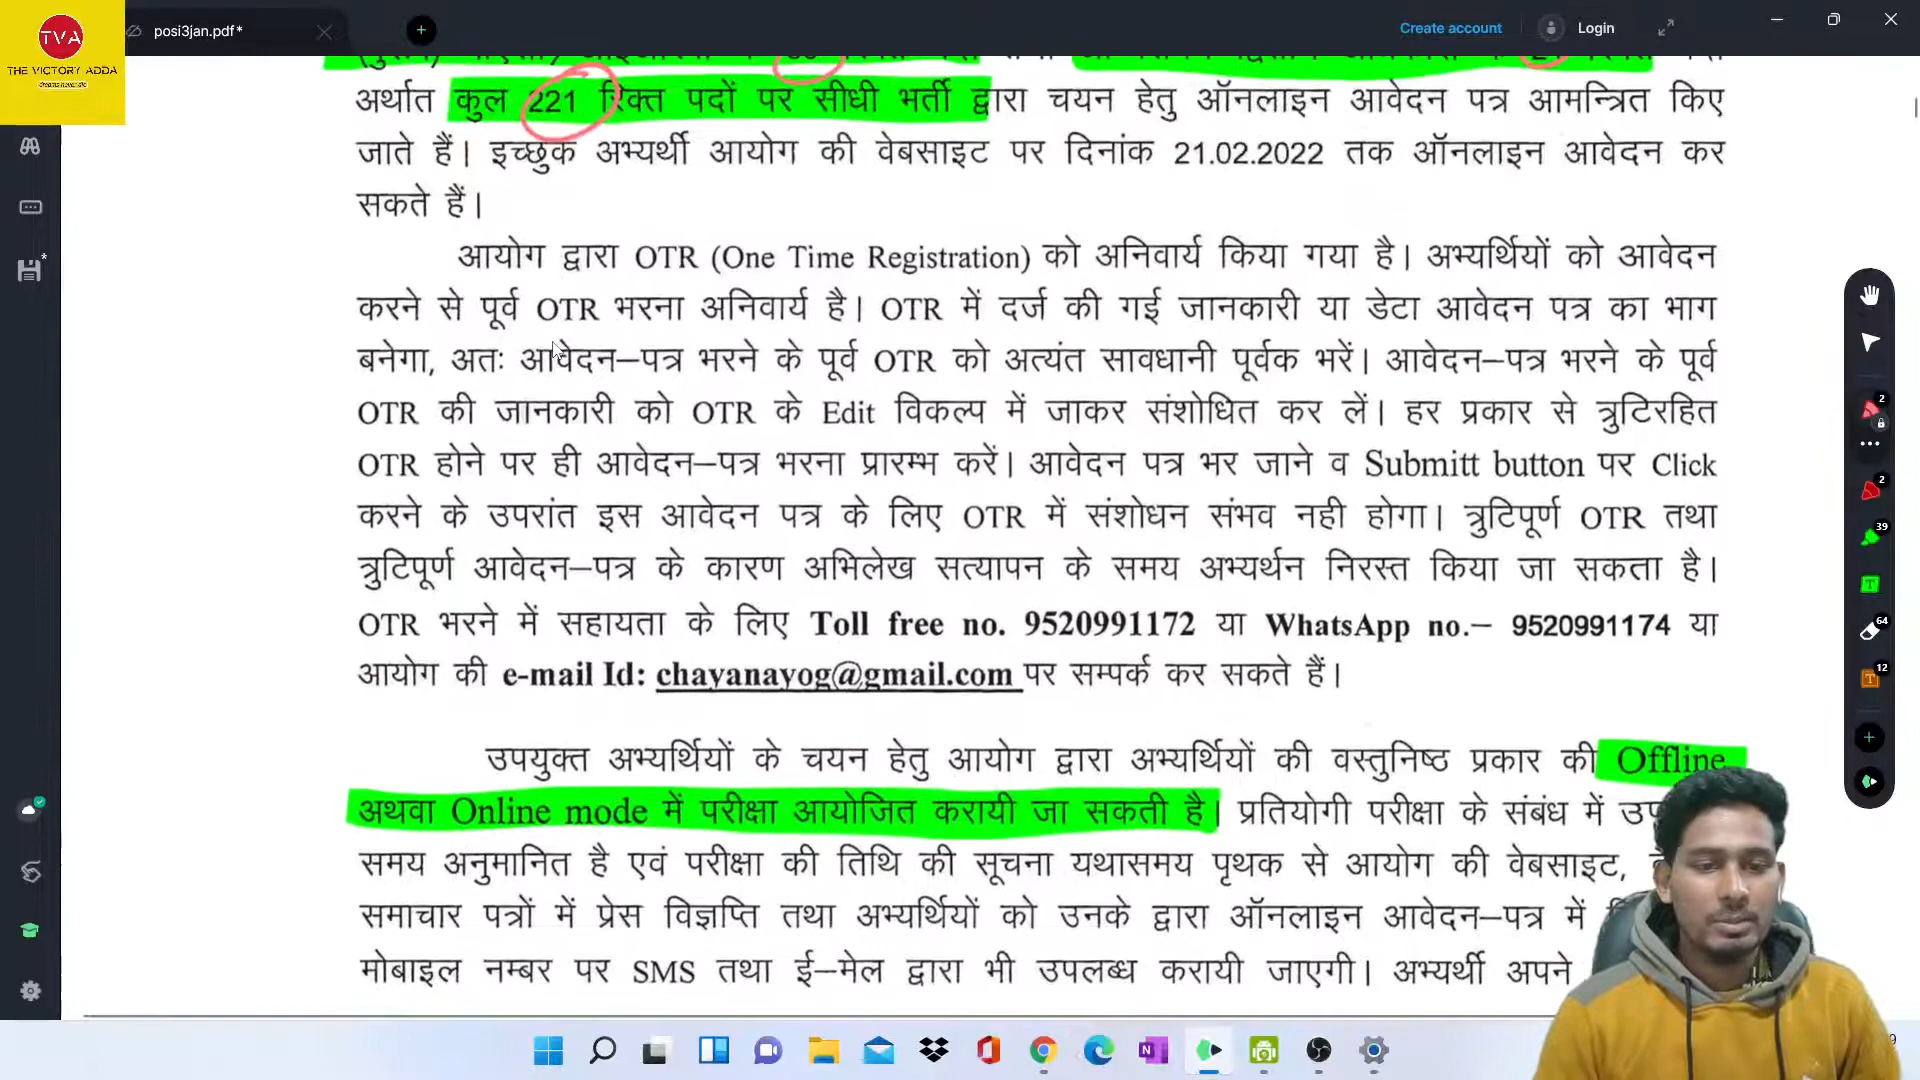 TVA
THE VICTORY ADDA
dreams never die
posi3jan.pdf*
Create account
Login
अर्थात कुल 221 रिक्त पदों पर सीधी भर्ती द्वारा चयन हेतु ऑनलाइन आवेदन पत्र आमन्त्रित किए
जाते हैं। इच्छुक अभ्यर्थी आयोग की वेबसाइट पर दिनांक 21.02.2022 तक ऑनलाइन आवेदन कर
सकते हैं।
आयोग द्वारा OTR (One Time Registration) को अनिवार्य किया गया है। अभ्यर्थियों को आवेदन
करने से पूर्व OTR भरना अनिवार्य है। OTR में दर्ज की गई जानकारी या डेटा आवेदन पत्र का भाग
बनेगा, अतः आवेदन–पत्र भरने के पूर्व OTR को अत्यंत सावधानी पूर्वक भरें। आवेदन–पत्र भरने के पूर्व
OTR की जानकारी को OTR के Edit विकल्प में जाकर संशोधित कर लें। हर प्रकार से त्रुटिरहित
OTR होने पर ही आवेदन–पत्र भरना प्रारम्भ करें। आवेदन पत्र भर जाने व Submitt button पर Click
करने के उपरांत इस आवेदन पत्र के लिए OTR में संशोधन संभव नही होगा। त्रुटिपूर्ण OTR तथा
त्रुटिपूर्ण आवेदन–पत्र के कारण अभिलेख सत्यापन के समय अभ्यर्थन निरस्त किया जा सकता है।
OTR भरने में सहायता के लिए Toll free no. 9520991172 या WhatsApp no.– 9520991174 या
आयोग की e-mail Id: chayanayog@gmail.com पर सम्पर्क कर सकते हैं।
उपयुक्त अभ्यर्थियों के चयन हेतु आयोग द्वारा अभ्यर्थियों की वस्तुनिष्ठ प्रकार की Offline
अथवा Online mode में परीक्षा आयोजित करायी जा सकती है। प्रतियोगी परीक्षा के संबंध में
समय अनुमानित है एवं परीक्षा की तिथि की सूचना यथासमय पृथक से आयोग की वेबसाइट,
समाचार पत्रों में प्रेस विज्ञप्ति तथा अभ्यर्थियों को उनके द्वारा ऑनलाइन आवेदन–पत्र में
मोबाइल नम्बर पर SMS तथा ई–मेल द्वारा भी उपलब्ध करायी जाएगी। अभ्यर्थी अपने
2
2
39
64
12